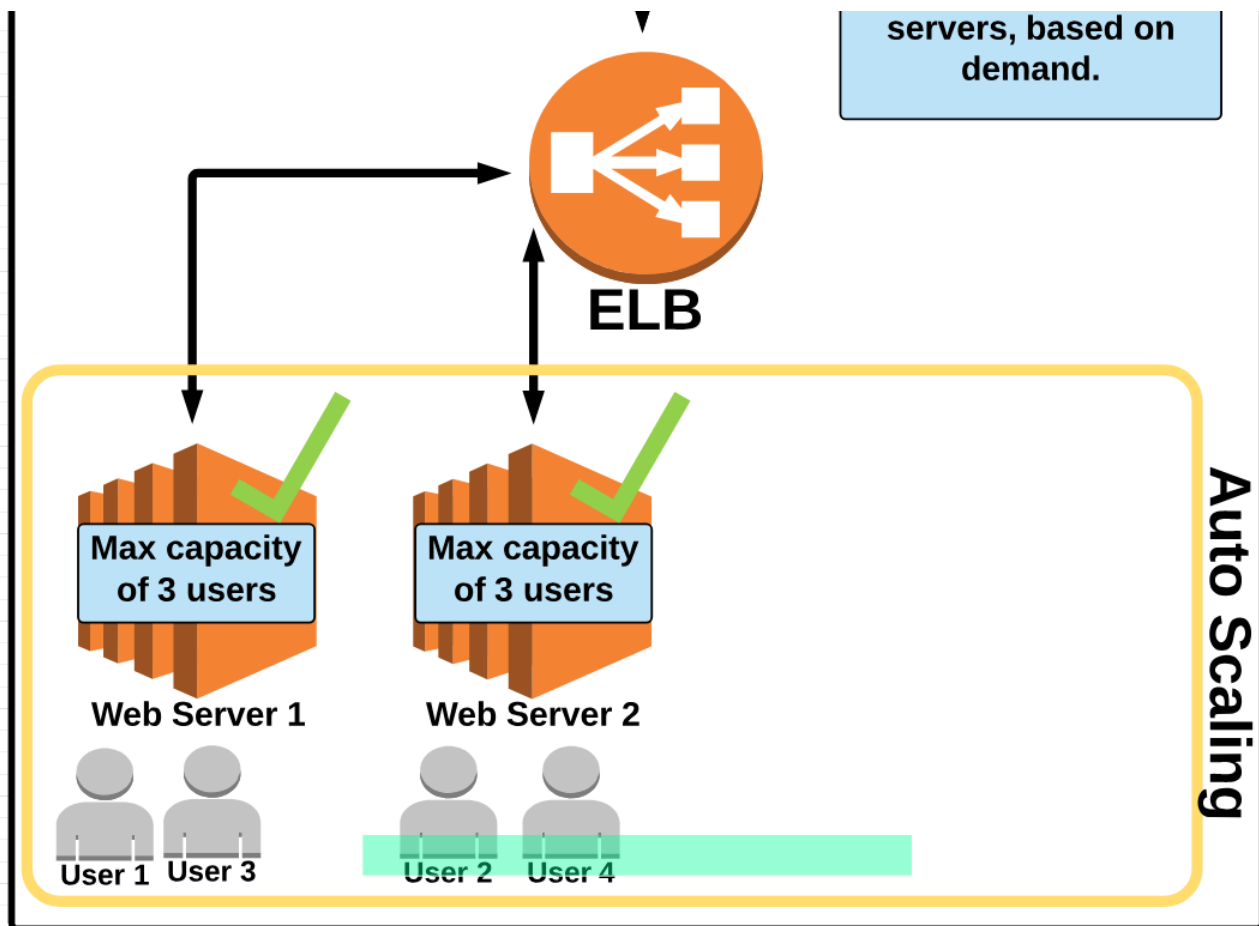 servers, based on
demand.
ELB
Max capacity
of 3 users
Max capacity
of 3 users
Web Server 1
Web Server 2
User 1
User 3
User 2
User 4
Auto Scaling